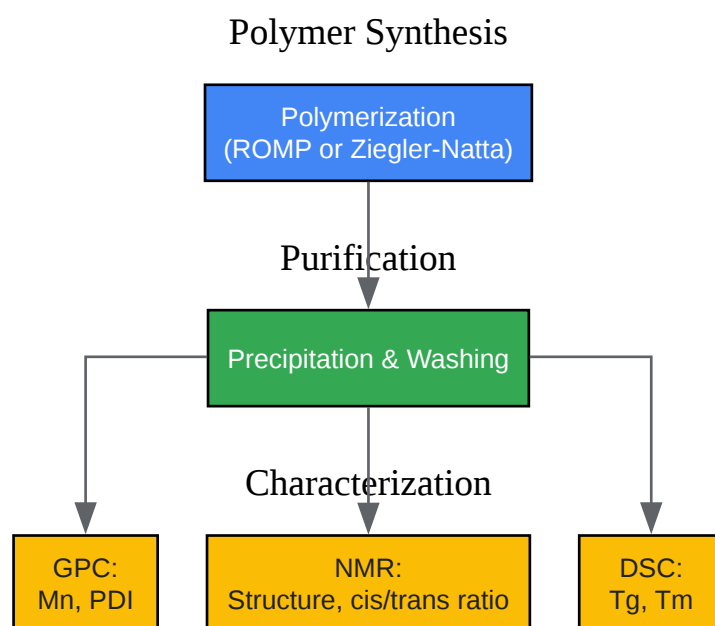 Polymer Synthesis
Polymerization
(ROMP or Ziegler-Natta)
Purification
Precipitation & Washing
Characterization
GPC:
Mn, PDI
NMR:
Structure, cis/trans ratio
DSC:
Tg, Tm